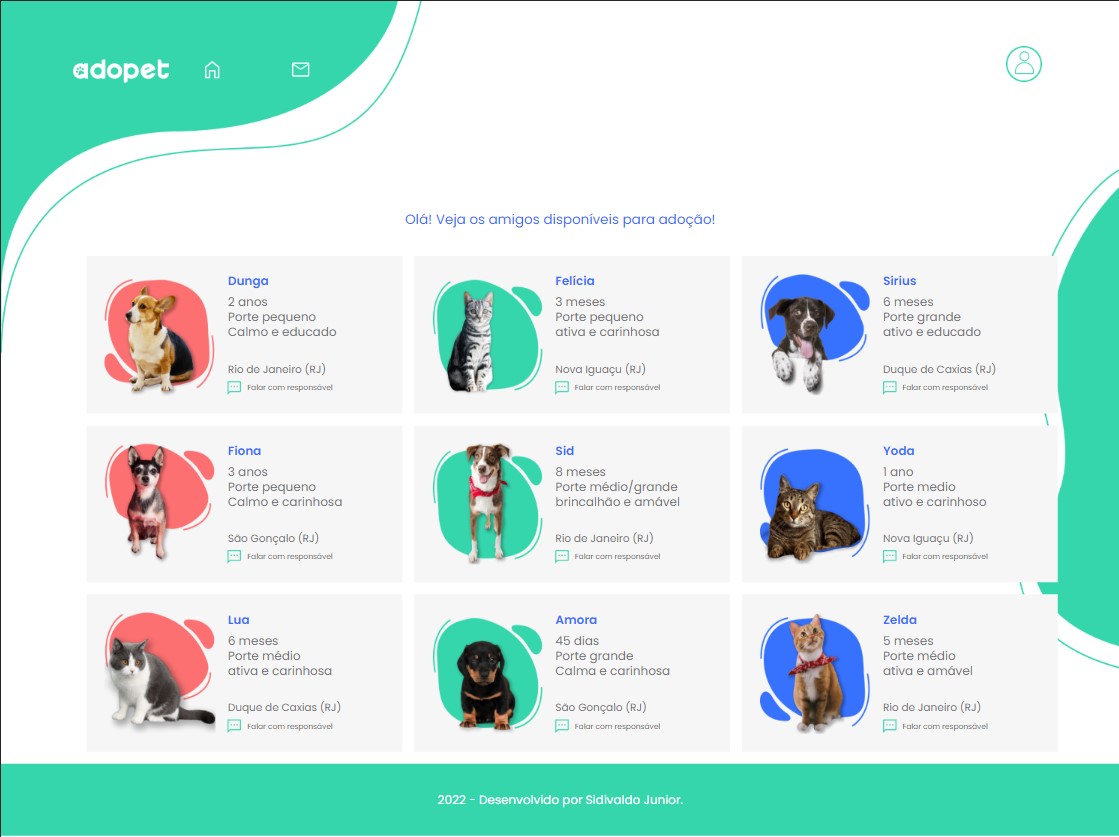 adopet
Olá! Veja os amigos disponíveis para adoção!
Dunga
2 anos
Porte pequeno
Calmo e educado
Rio de Janeiro (RJ)
Falar com responsável
Felícia
3 meses
Porte pequeno
ativa e carinhosa
Nova Iguaçu (RJ)
Falar com responsável
Sirius
6 meses
Porte grande
ativo e educado
Duque de Caxias (RJ)
Falar com responsável
Fiona
3 anos
Porte pequeno
Calmo e carinhosa
São Gonçalo (RJ)
Falar com responsável
Sid
8 meses
Porte médio/grande
brincalhão e amável
Rio de Janeiro (RJ)
Falar com responsável
Yoda
1 ano
Porte medio
ativo e carinhoso
Nova Iguaçu (RJ)
Falar com responsável
Lua
6 meses
Porte médio
ativa e carinhosa
Duque de Caxias (RJ)
Falar com responsável
Amora
45 dias
Porte grande
Calma e carinhosa
São Gonçalo (RJ)
Falar com responsável
Zelda
5 meses
Porte médio
ativa e amável
Rio de Janeiro (RJ)
Falar com responsável
2022 - Desenvolvido por Sidivaldo Junior.